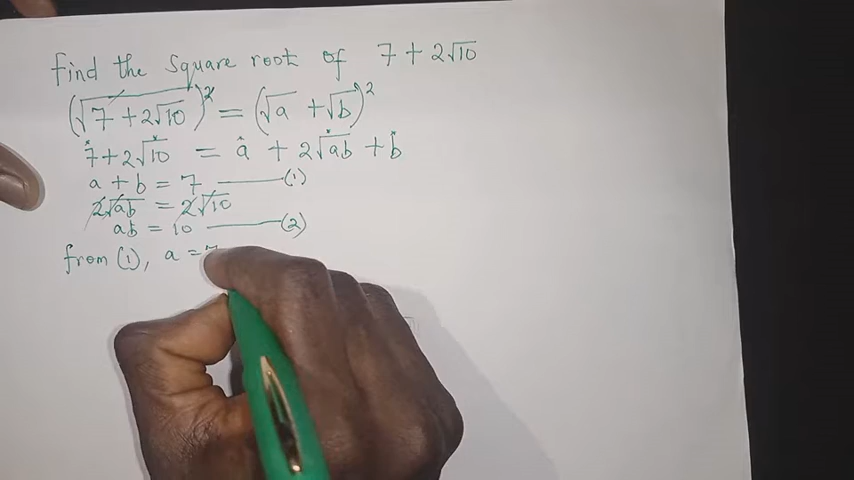 find the square root of 7 + 2√10
(√7 + 2√10)² = (√a + √b)²
7 + 2√10 = a + 2√ab + b
a + b = 7 ——— (1)
2√ab = 2√10
ab = 10 ——— (2)
from (1), a = 7